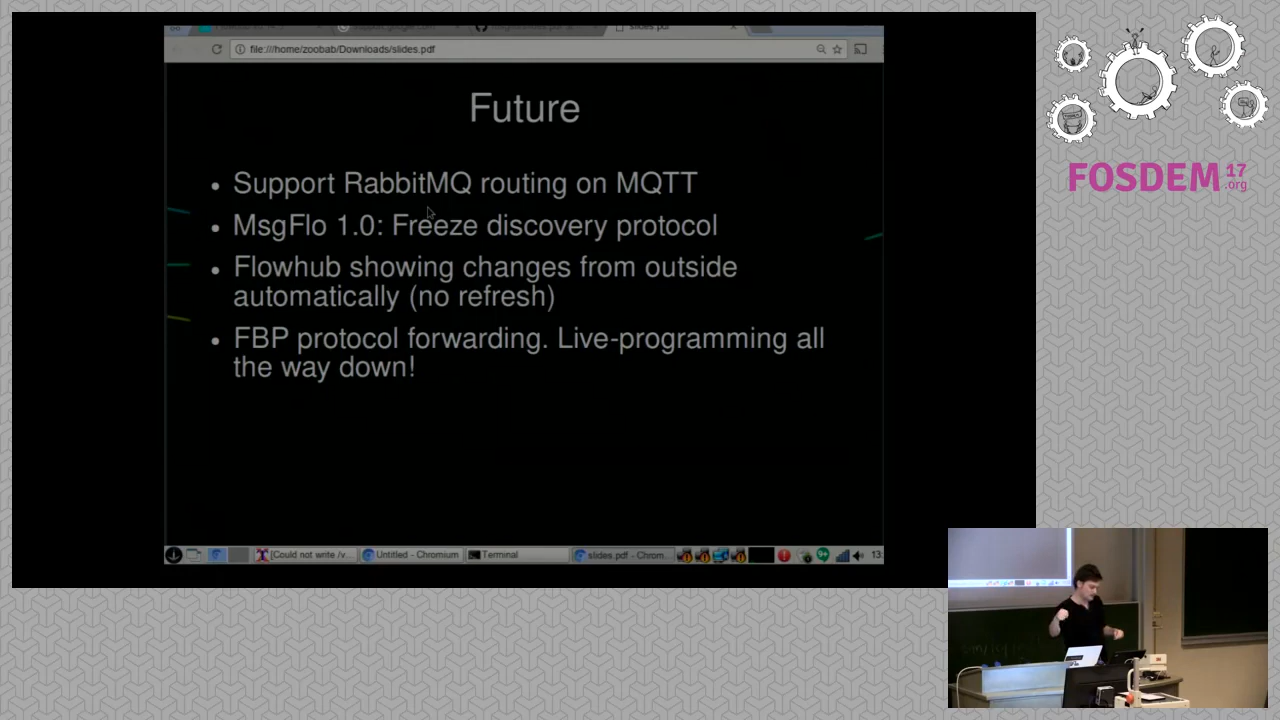 file:///home/zoobab/Downloads/slides.pdf
Future
Support RabbitMQ routing on MQTT
MsgFlo 1.0: Freeze discovery protocol
Flowhub showing changes from outside
automatically (no refresh)
FBP protocol forwarding. Live-programming all
the way down!
[Could not write /v...
Untitled - Chromium
Terminal
slides.pdf - Chrom...
13:
FOSDEM 17
.org